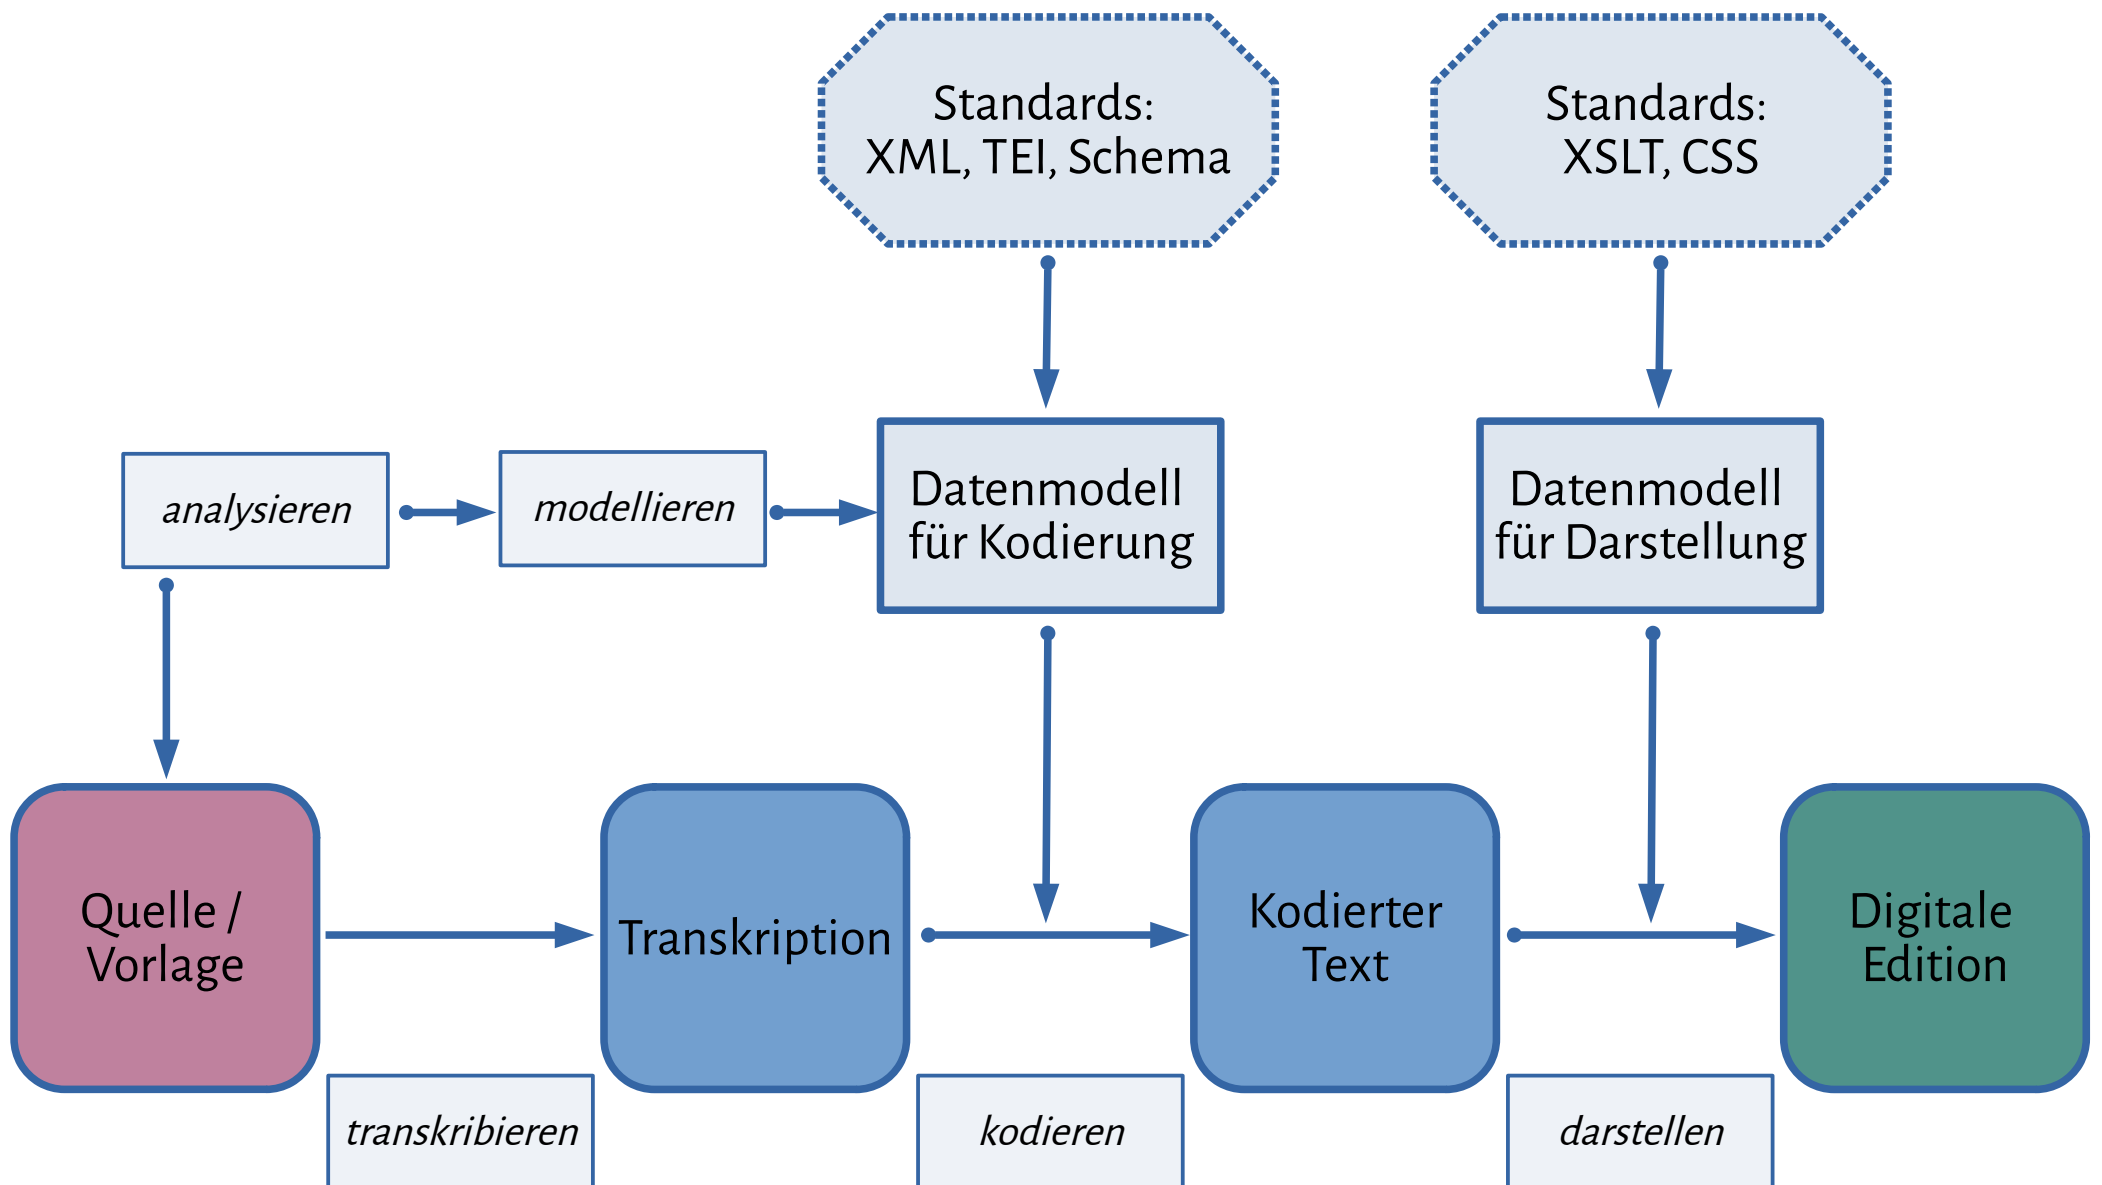 Standards:
XML, TEI, Schema
Standards:
XSLT, CSS
analysieren
modellieren
Datenmodell
für Kodierung
Datenmodell
für Darstellung
Quelle /
Vorlage
Transkription
Kodierter
Text
Digitale
Edition
transkribieren
kodieren
darstellen